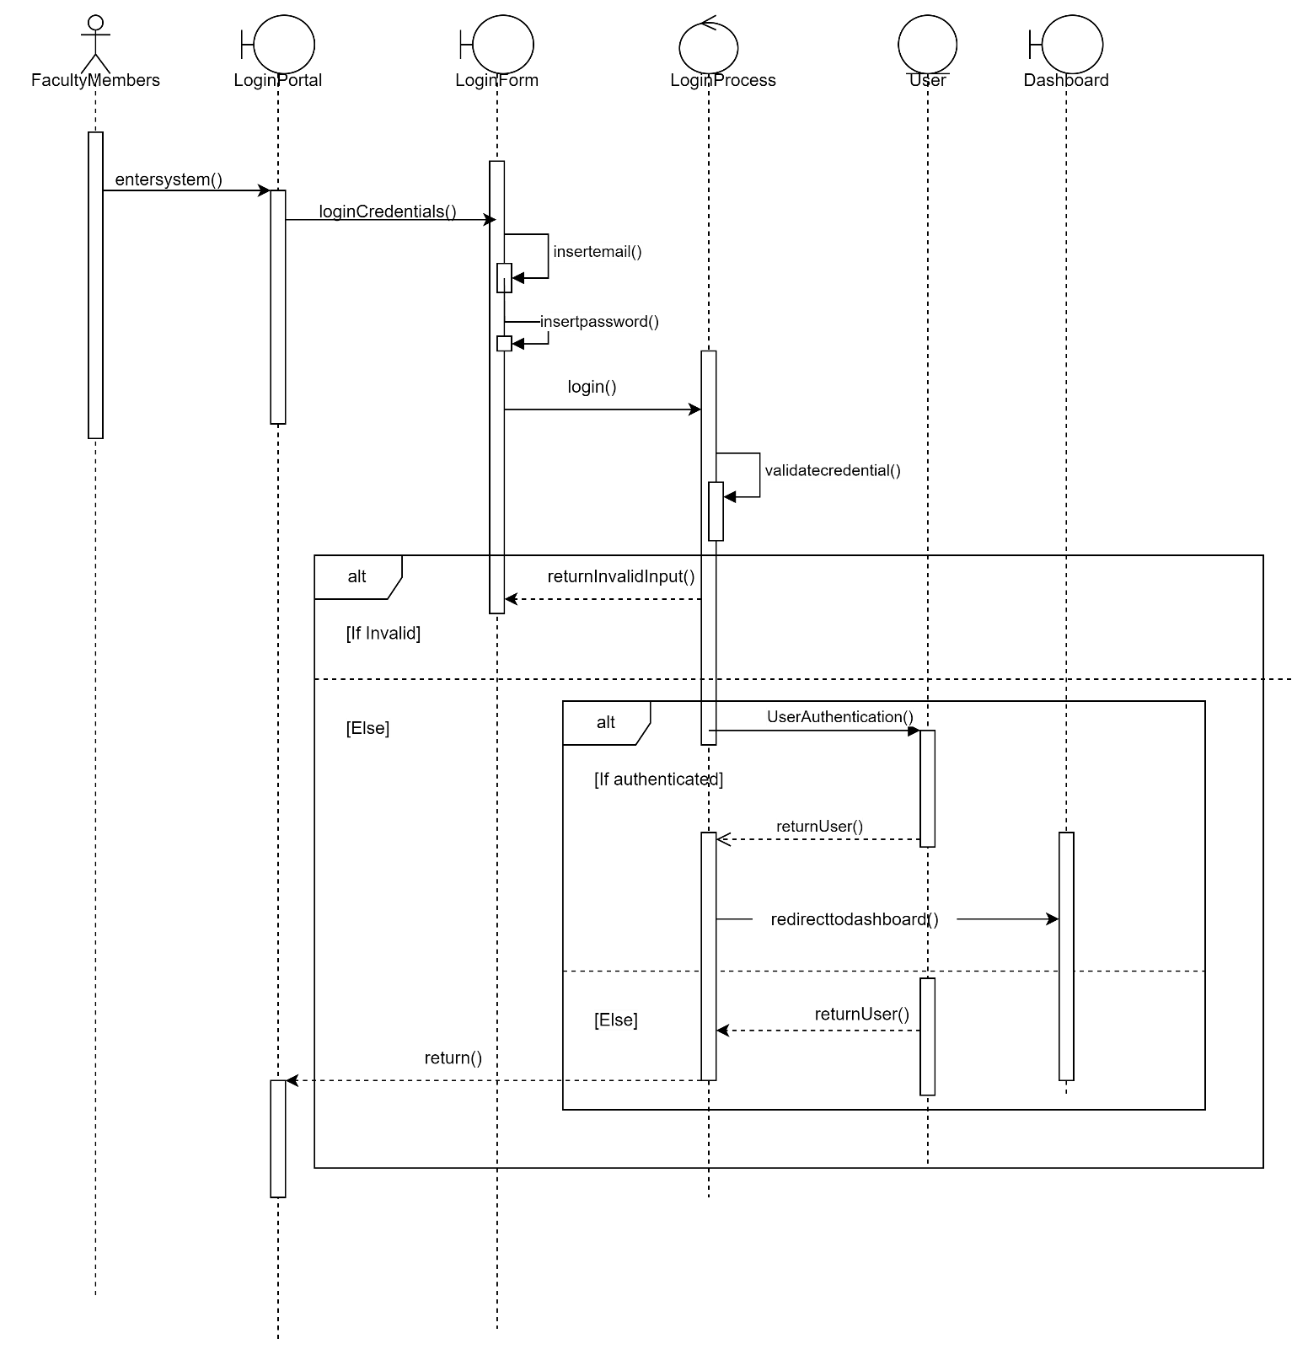 FacultyMembers
LoginPortal
LoginForm
LoginProcess
User
Dashboard
entersystem()
loginCredentials()
insertemail()
insertpassword()
login()
validatecredential()
alt
returnInvalidInput()
[If Invalid]
[Else]
alt
UserAuthentication()
[If authenticated]
returnUser()
redirecttodashboard()
[Else]
returnUser()
return()